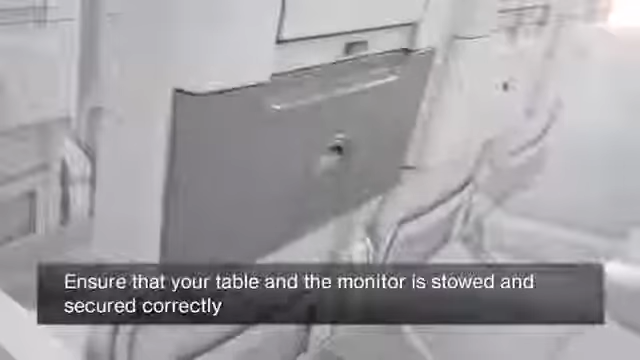 Ensure that your table and the monitor is stowed and
secured correctly